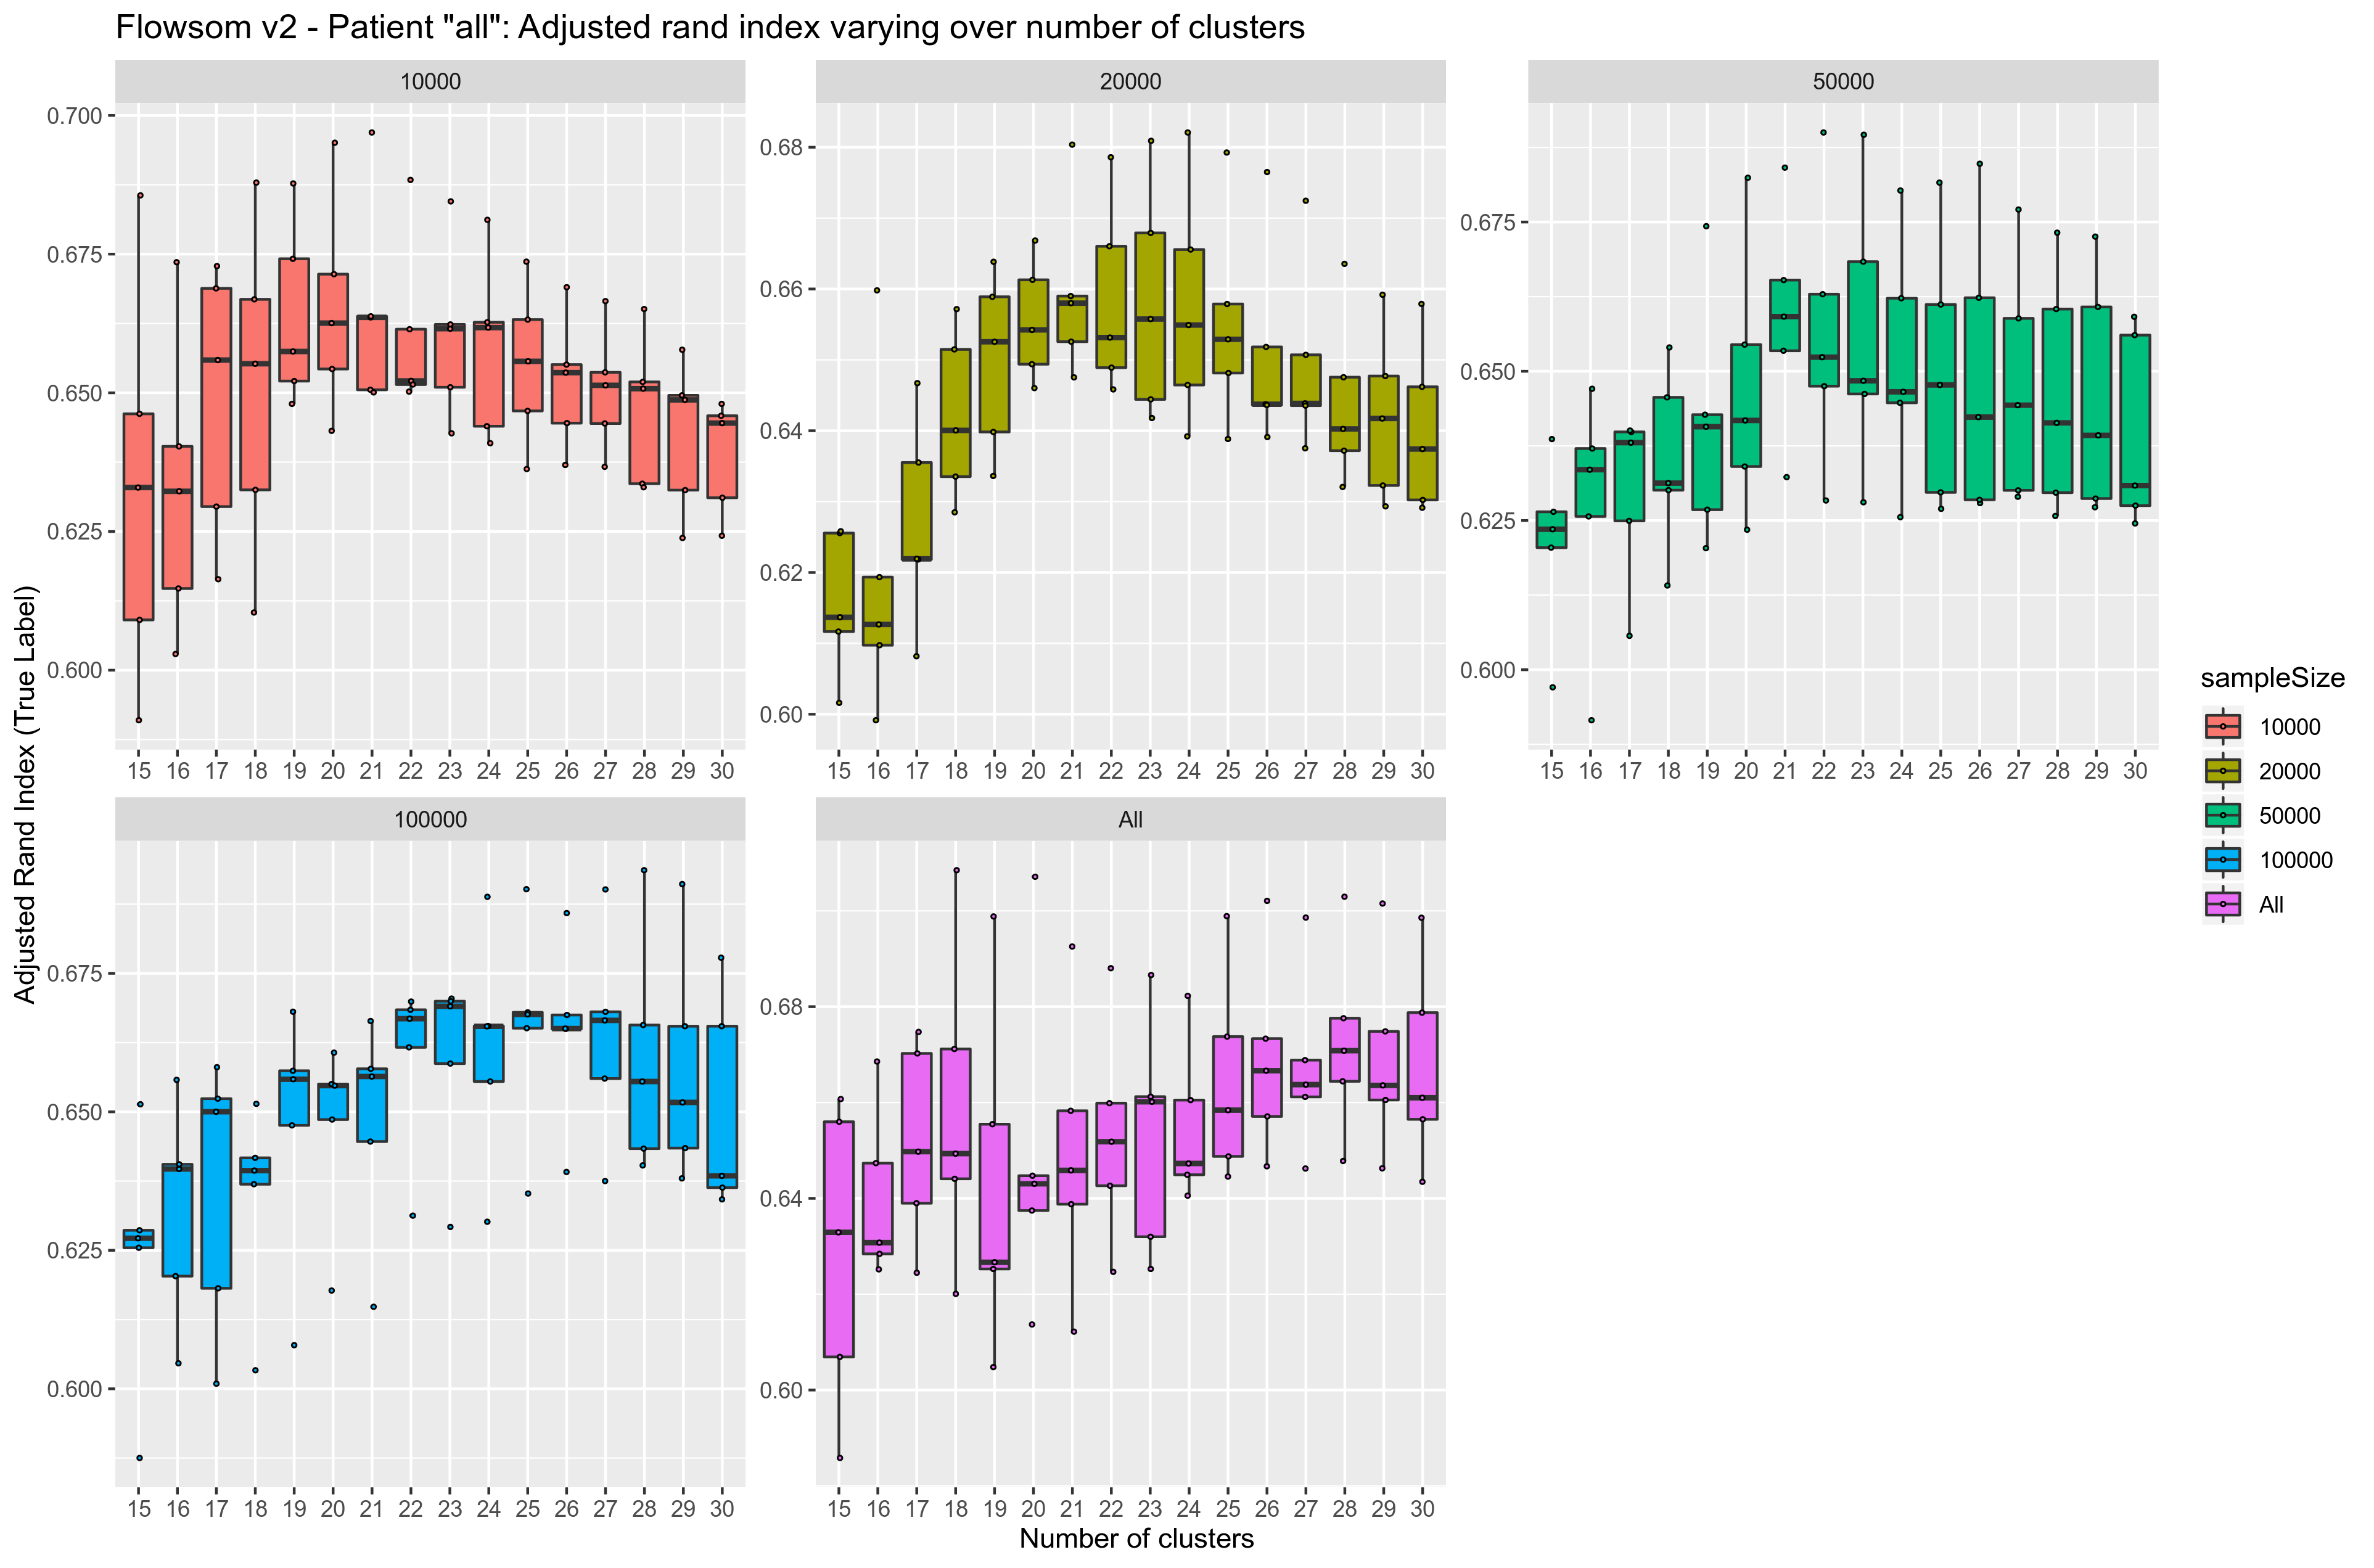 Flowsom v2 - Patient "all": Adjusted rand index varying over number of clusters
10000
20000
50000
0.700
0.675
0.650
0.625
0.600
0.68
0.66
0.64
0.62
0.60
0.675
0.650
0.625
0.600
15 16 17 18 19 20 21 22 23 24 25 26 27 28 29 30
15 16 17 18 19 20 21 22 23 24 25 26 27 28 29 30
15 16 17 18 19 20 21 22 23 24 25 26 27 28 29 30
100000
All
0.675
0.650
0.625
0.600
0.68
0.64
0.60
15 16 17 18 19 20 21 22 23 24 25 26 27 28 29 30
15 16 17 18 19 20 21 22 23 24 25 26 27 28 29 30
Adjusted Rand Index (True Label)
Number of clusters
sampleSize
10000
20000
50000
100000
All